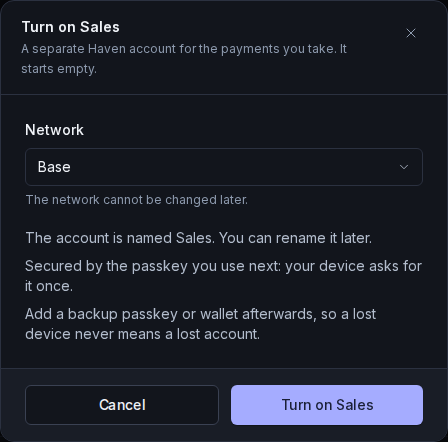 Turn on Sales
A separate Haven account for the payments you take. It
starts empty.
Network
Base
The network cannot be changed later.
The account is named Sales. You can rename it later.
Secured by the passkey you use next: your device asks for
it once.
Add a backup passkey or wallet afterwards, so a lost
device never means a lost account.
Cancel
Turn on Sales